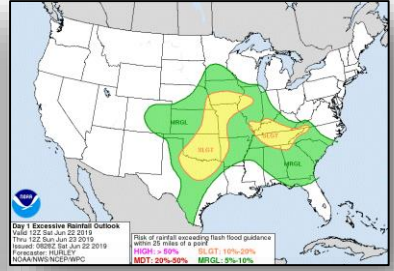 MRGL
SLGT
SLGT
MRGL
NOAA
Day 1 Excessive Rainfall Outlook
Valid 12Z Sat Jun 22 2019
Thru 12Z Sun Jun 23 2019
Issued: 0828Z Sat Jun 22 2019
Forecaster: HURLEY
NOAA/NWS/NCEP/WPC
Risk of rainfall exceeding flash flood guidance
within 25 miles of a point
HIGH: > 50% SLGT: 10%-20%
MDT: 20%-50% MRGL: 5%-10%